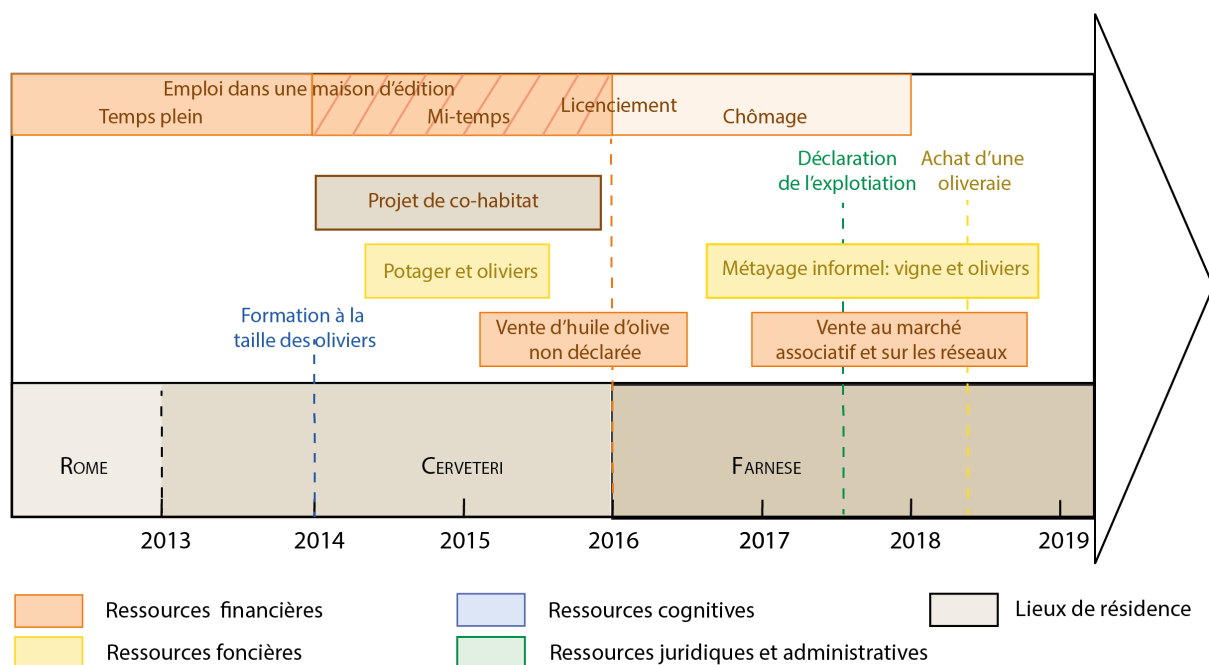 Emploi dans une maison d'édition
Temps plein
Mi-temps
Licenciement
Chômage
Déclaration
de l'explotiation
Achat d'une
oliveraie
Projet de co-habitat
Potager et oliviers
Métayage informel: vigne et oliviers
Formation à la
taille des oliviers
Vente d'huile d'olive
non déclarée
Vente au marché
associatif et sur les réseaux
ROME
CERVETERI
FARNESE
2013
2014
2015
2016
2017
2018
2019
Ressources financières
Ressources cognitives
Lieux de résidence
Ressources foncières
Ressources juridiques et administratives